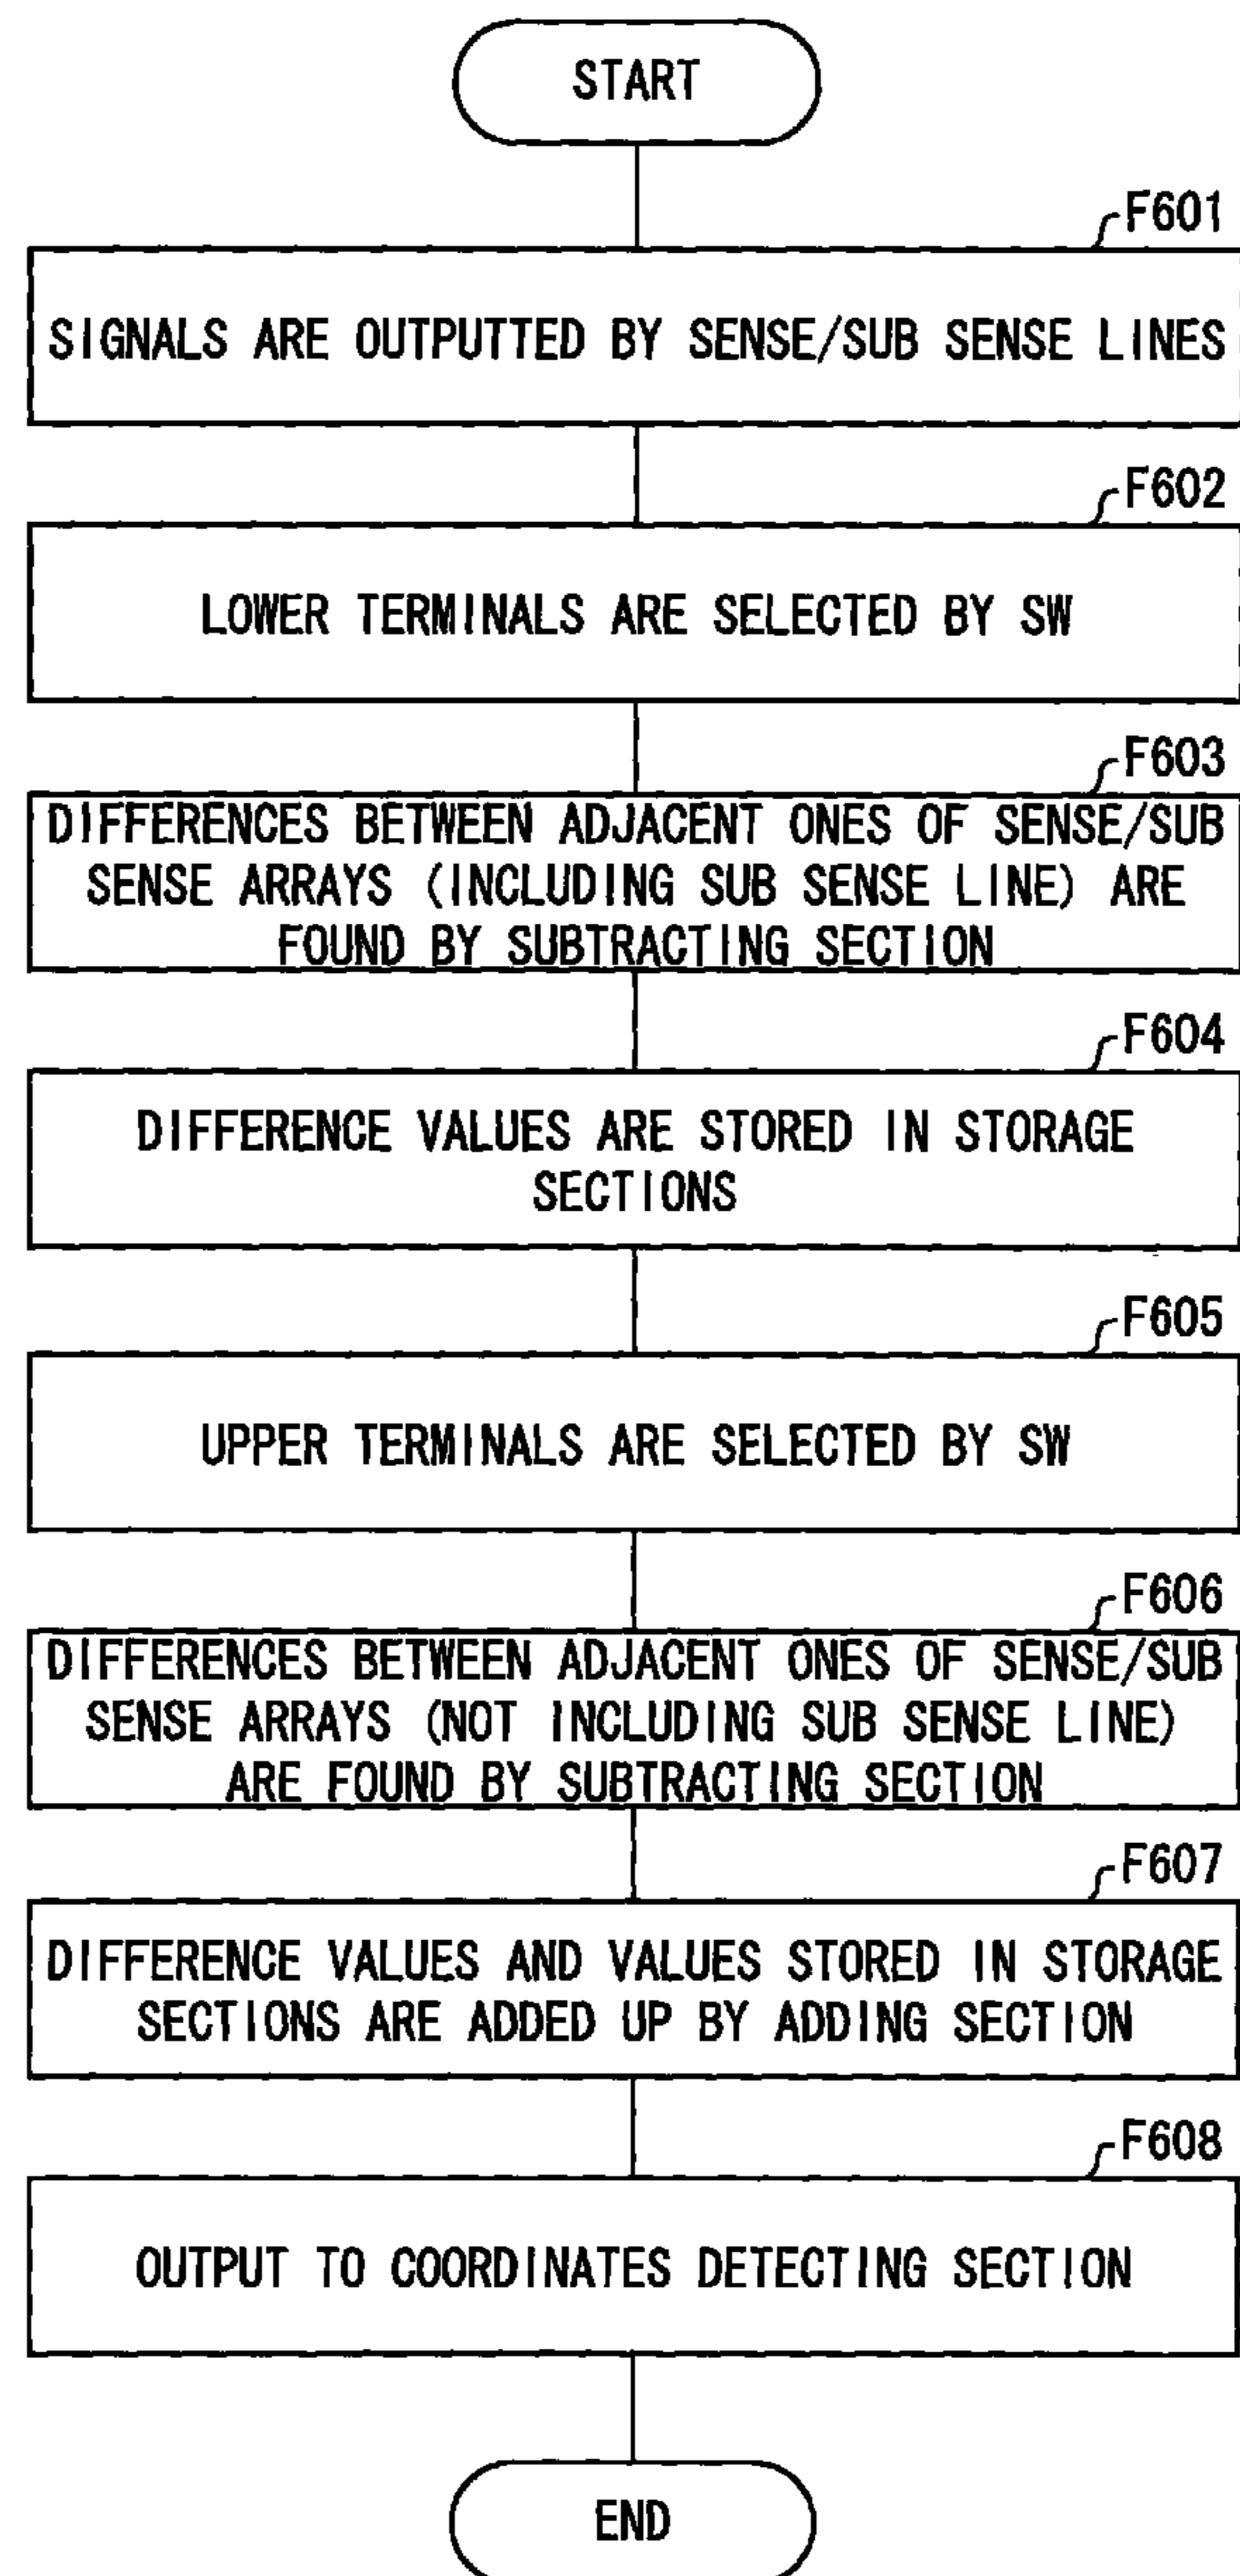 START
F601
SIGNALS ARE OUTPUTTED BY SENSE/SUB SENSE LINES
F602
LOWER TERMINALS ARE SELECTED BY SW
F603
DIFFERENCES BETWEEN ADJACENT ONES OF SENSE/SUB
SENSE ARRAYS (INCLUDING SUB SENSE LINE) ARE
FOUND BY SUBTRACTING SECTION
F604
DIFFERENCE VALUES ARE STORED IN STORAGE
SECTIONS
F605
UPPER TERMINALS ARE SELECTED BY SW
F606
DIFFERENCES BETWEEN ADJACENT ONES OF SENSE/SUB
SENSE ARRAYS (NOT INCLUDING SUB SENSE LINE)
ARE FOUND BY SUBTRACTING SECTION
F607
DIFFERENCE VALUES AND VALUES STORED IN STORAGE
SECTIONS ARE ADDED UP BY ADDING SECTION
F608
OUTPUT TO COORDINATES DETECTING SECTION
END